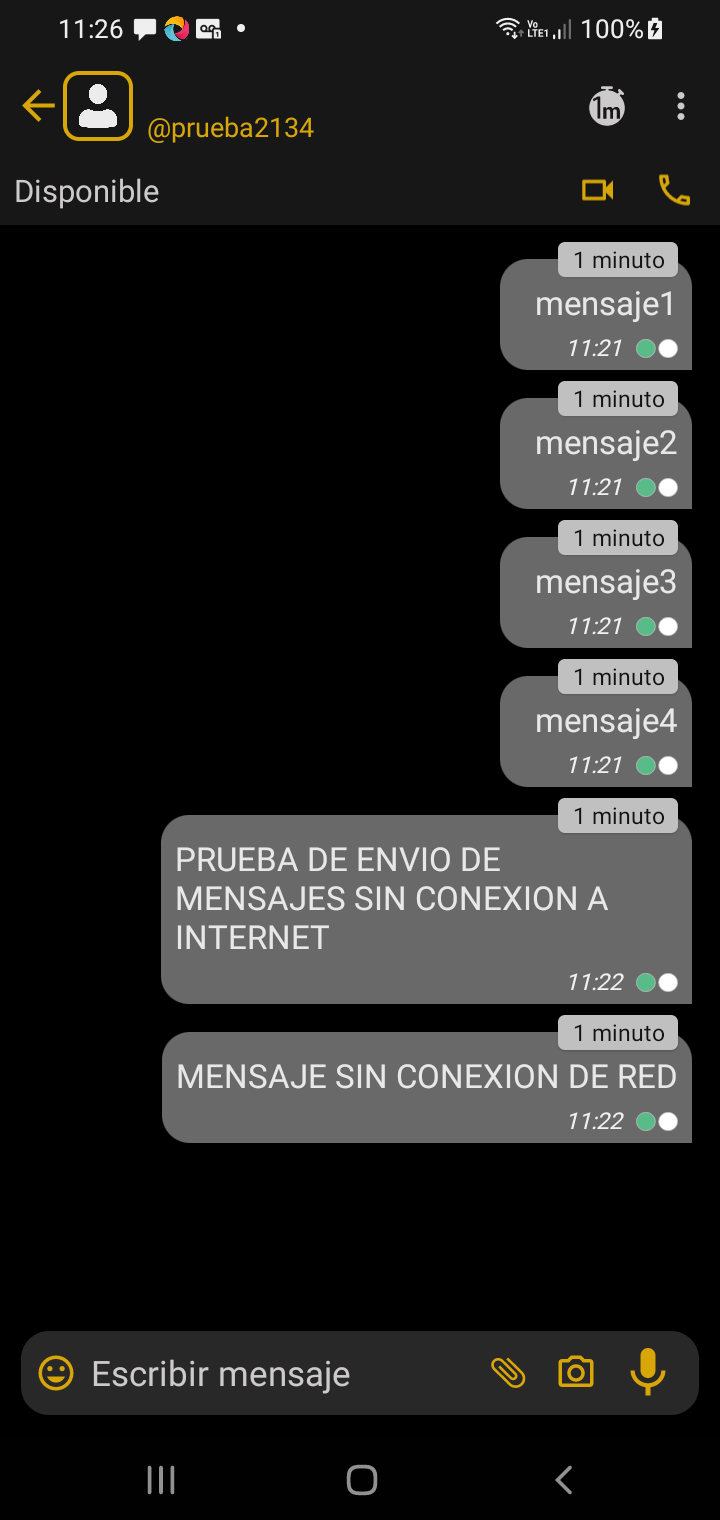 11:26
Vo
LTE1
100%
@prueba2134
1m
Disponible
1 minuto
mensaje1
11:21
1 minuto
mensaje2
11:21
1 minuto
mensaje3
11:21
1 minuto
mensaje4
11:21
1 minuto
PRUEBA DE ENVIO DE
MENSAJES SIN CONEXION A
INTERNET
11:22
1 minuto
MENSAJE SIN CONEXION DE RED
11:22
Escribir mensaje